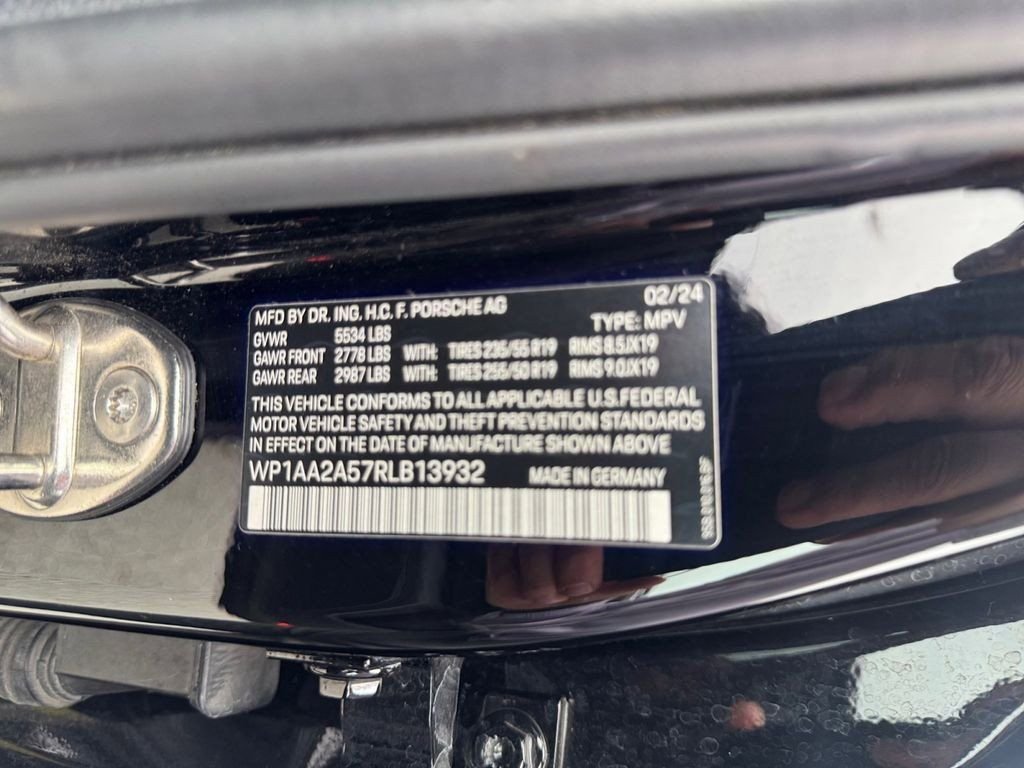 MFD BY DR. ING. H.C. F. PORSCHE AG 02/24
GVWR 5534 LBS TYPE: MPV
GAWR FRONT 2778 LBS WITH: TIRES 235/55 R19 RIMS 8.5JX19
GAWR REAR 2987 LBS WITH: TIRES 255/50 R19 RIMS 9.0JX19
THIS VEHICLE CONFORMS TO ALL APPLICABLE U.S. FEDERAL
MOTOR VEHICLE SAFETY AND THEFT PREVENTION STANDARDS
IN EFFECT ON THE DATE OF MANUFACTURE SHOWN ABOVE
WP1AA2A57RLB13932 MADE IN GERMANY